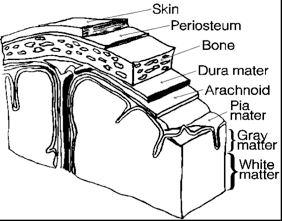 Skin
Periosteum
Bone
Dura mater
Arachnoid
Pia
mater
Gray
matter
White
matter